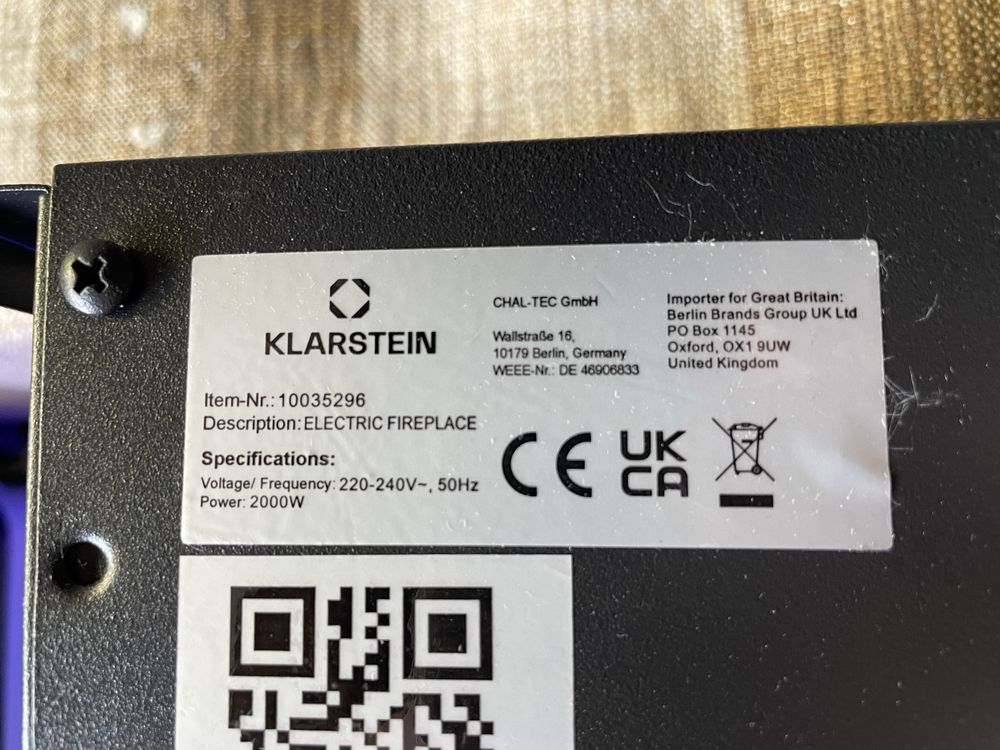 KLARSTEIN
CHAL-TEC GmbH
Wallstraße 16,
10179 Berlin, Germany
WEEE-Nr.: DE 46906833
Importer for Great Britain:
Berlin Brands Group UK Ltd
PO Box 1145
Oxford, OX1 9UW
United Kingdom
Item-Nr.: 10035296
Description: ELECTRIC FIREPLACE
Specifications:
Voltage/ Frequency: 220-240V~, 50Hz
Power: 2000W
CE
UK
CA